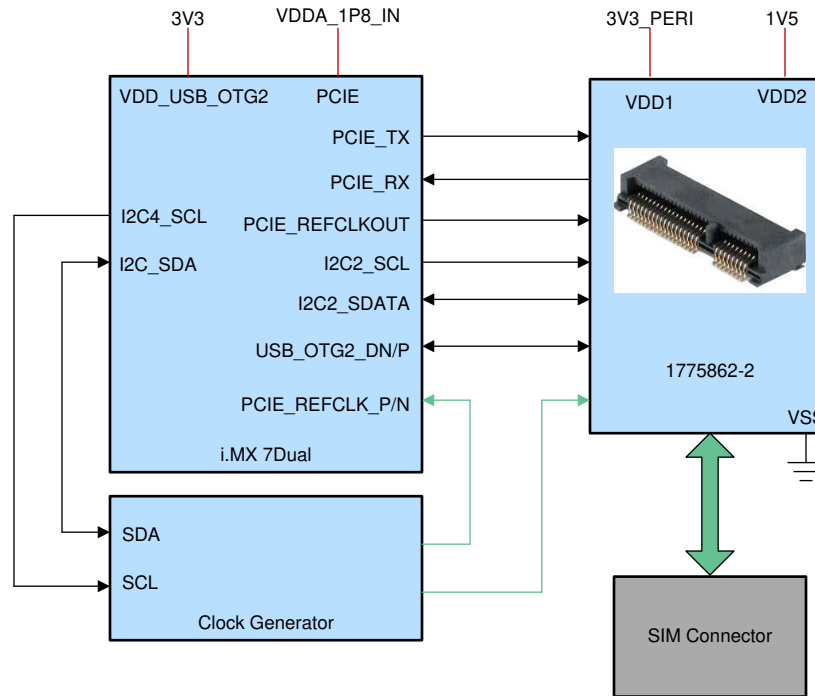 3V3
VDDA_1P8_IN
3V3_PERI
1V5
VDD_USB_OTG2
PCIE
VDD1
VDD2
PCIE_TX
PCIE_RX
I2C4_SCL
PCIE_REFCLKOUT
I2C_SDA
I2C2_SCL
I2C2_SDATA
USB_OTG2_DN/P
1775862-2
PCIE_REFCLK_P/N
VSS
i.MX 7Dual
SDA
SCL
Clock Generator
SIM Connector